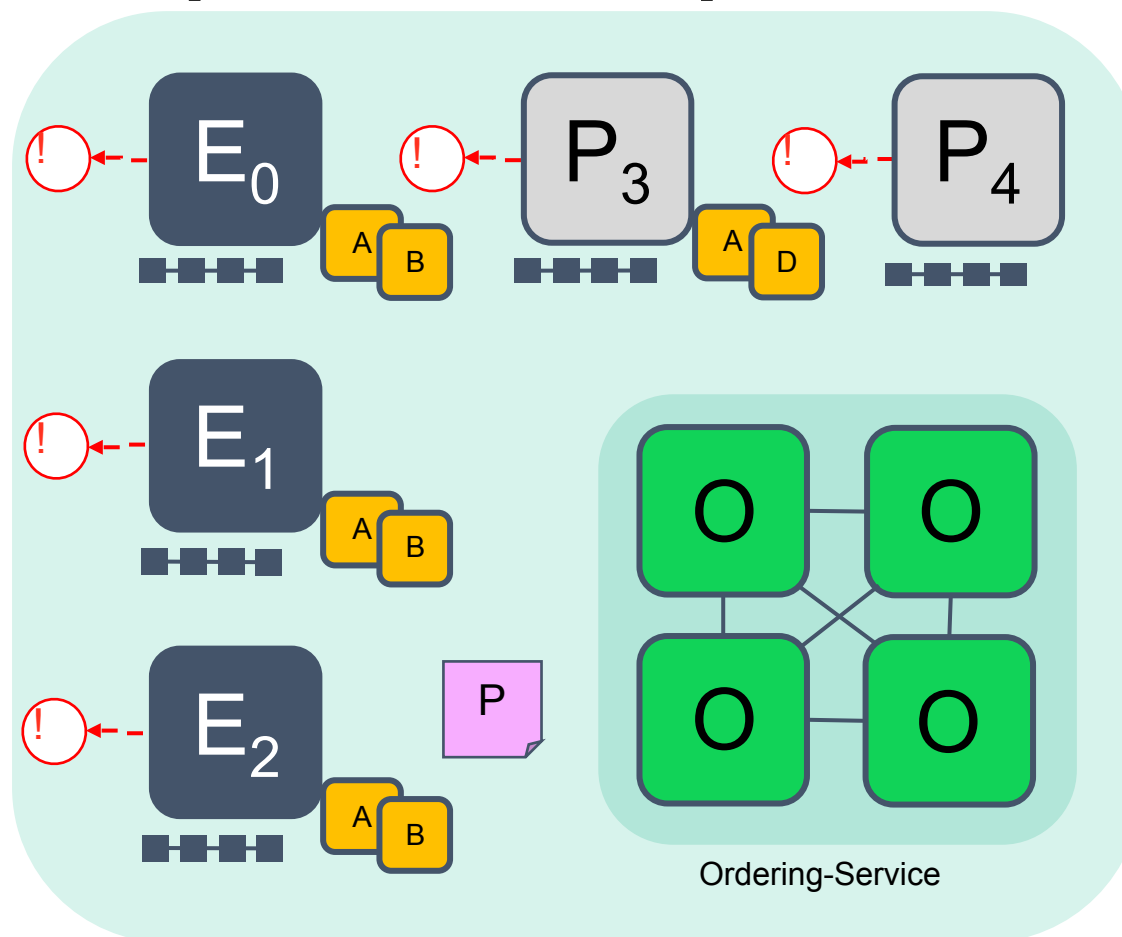 ! E0 ! P3 ! P4
A B A D
! E1
A B
O O
! E2
A B
P
O O
Ordering-Service